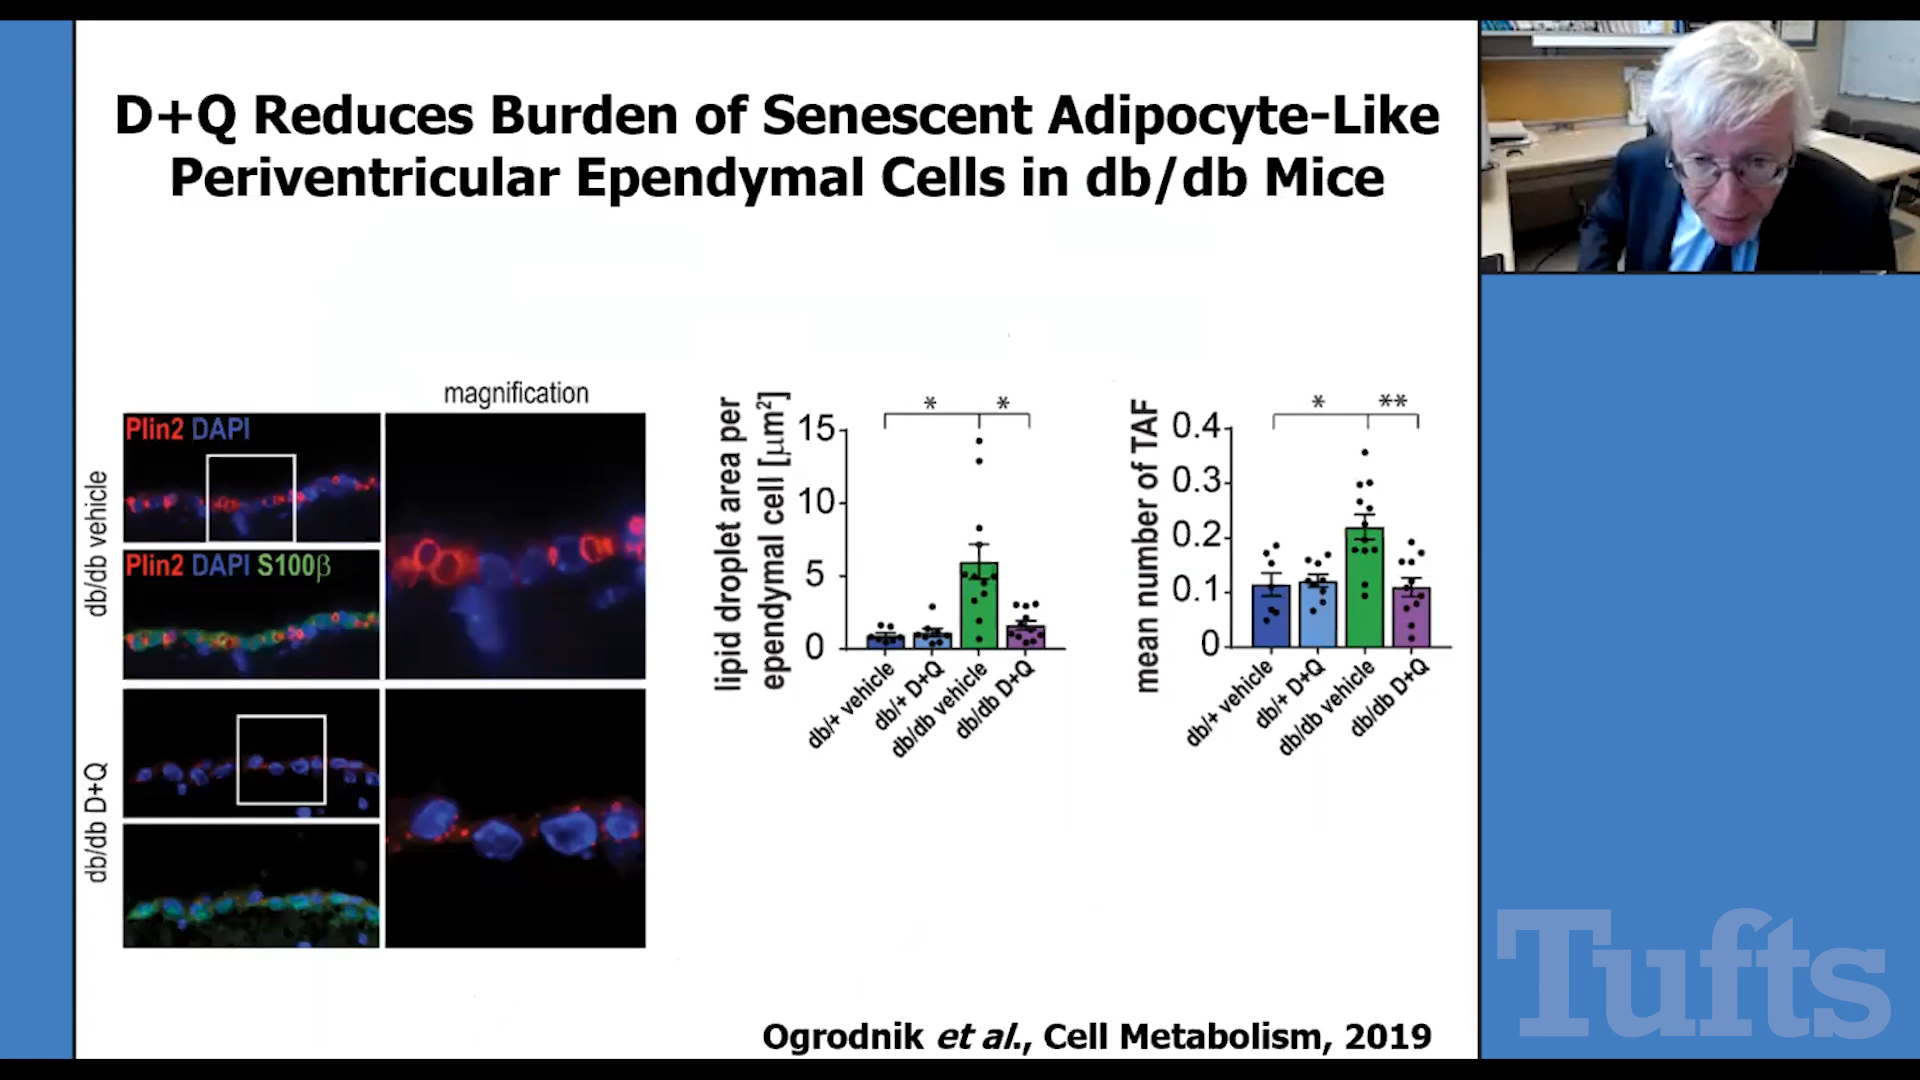 D+Q Reduces Burden of Senescent Adipocyte-Like
Periventricular Ependymal Cells in db/db Mice
magnification
db/db vehicle
Plin2 DAPI
Plin2 DAPI S100β
db/db D+Q
lipid droplet area per
ependymal cell [µm²]
15
10
5
0
* *
db/+ vehicle
db/+ D+Q
db/db vehicle
db/db D+Q
mean number of TAF
0.4
0.3
0.2
0.1
0
* **
db/+ vehicle
db/+ D+Q
db/db vehicle
db/db D+Q
Ogrodnik et al., Cell Metabolism, 2019
Tufts